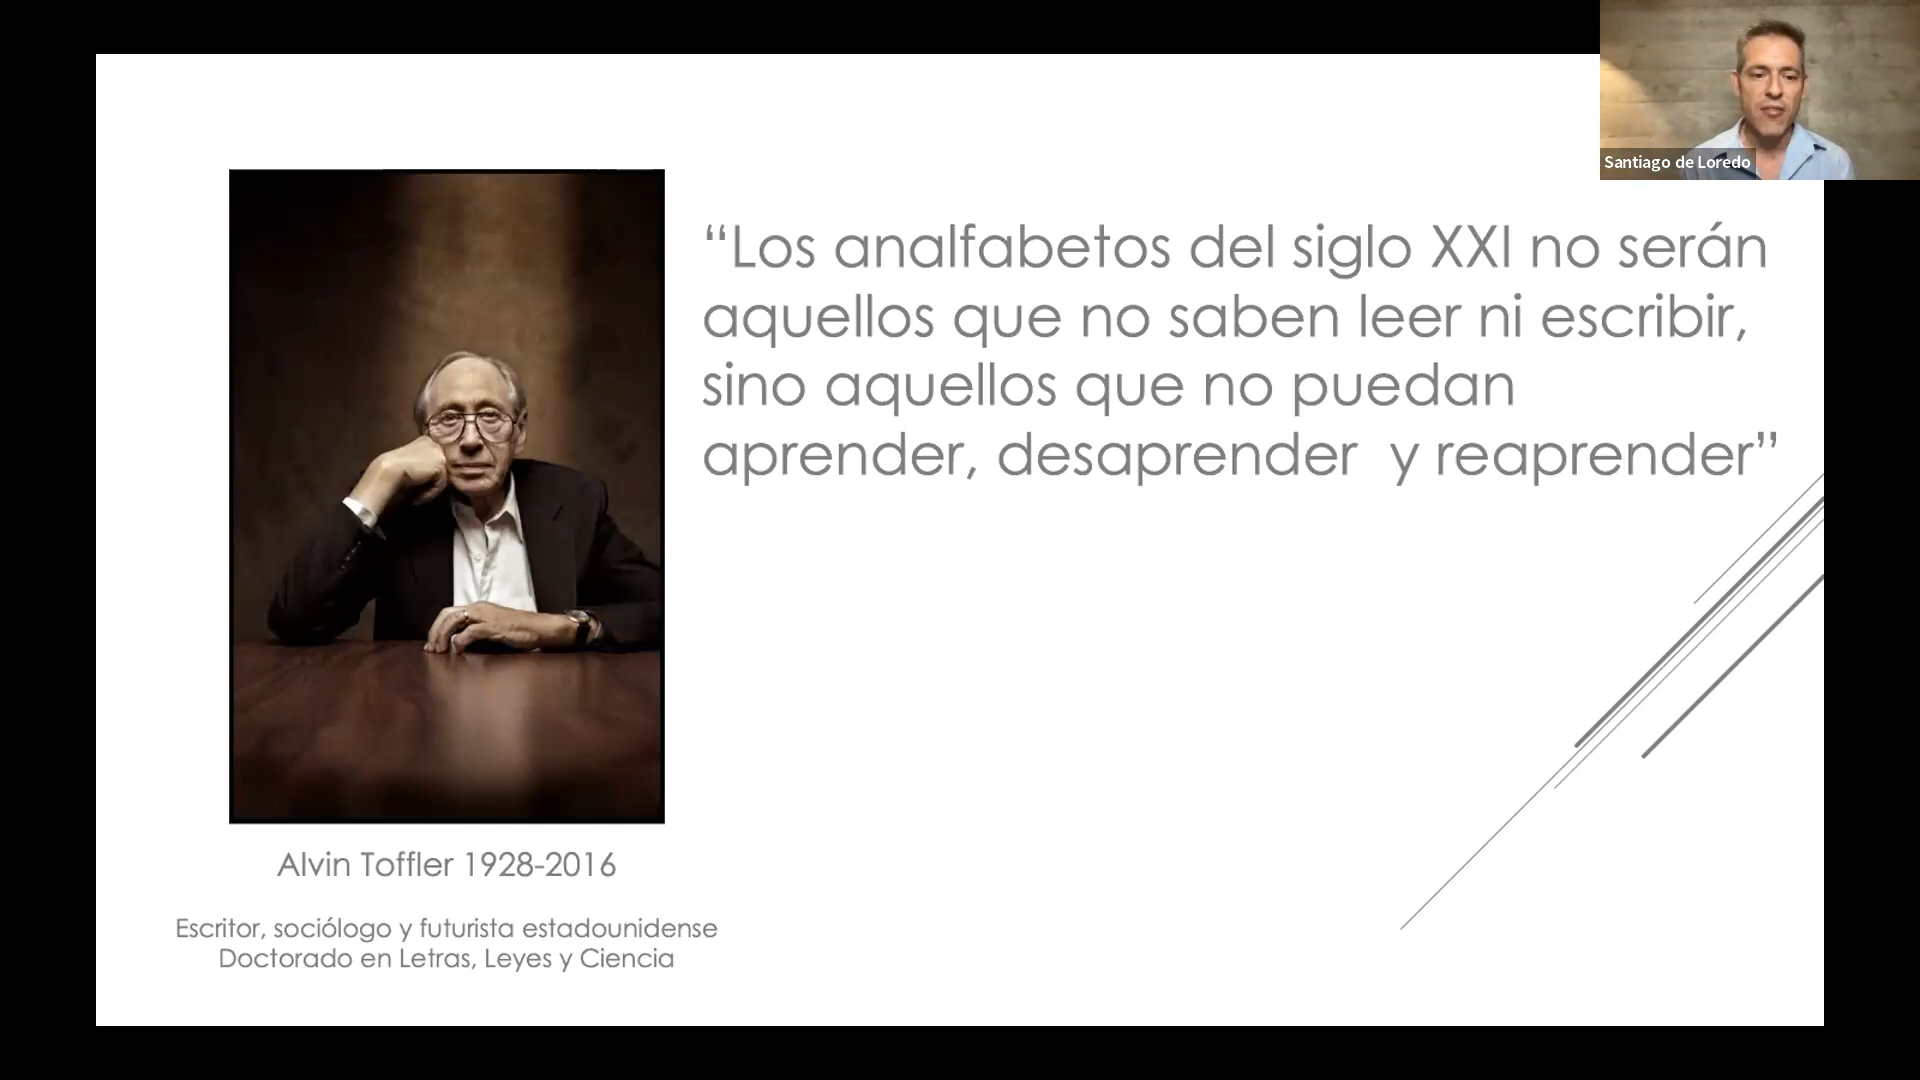 Santiago de Loredo
“Los analfabetos del siglo XXI no serán
aquellos que no saben leer ni escribir,
sino aquellos que no puedan
aprender, desaprender  y reaprender”
Alvin Toffler 1928-2016
Escritor, sociólogo y futurista estadounidense
Doctorado en Letras, Leyes y Ciencia